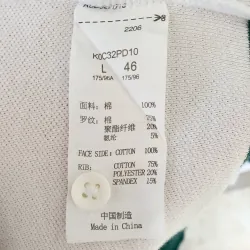 2206
K0C32PD10
L 46
175/96A 175/96
面料: 棉 100%
罗纹: 棉 75%
聚酯纤维 20%
氨纶 5%
FACE SIDE: COTTON 100%
RIB: COTTON 75%
POLYESTER 20%
SPANDEX 15%
中国制造
Made in China